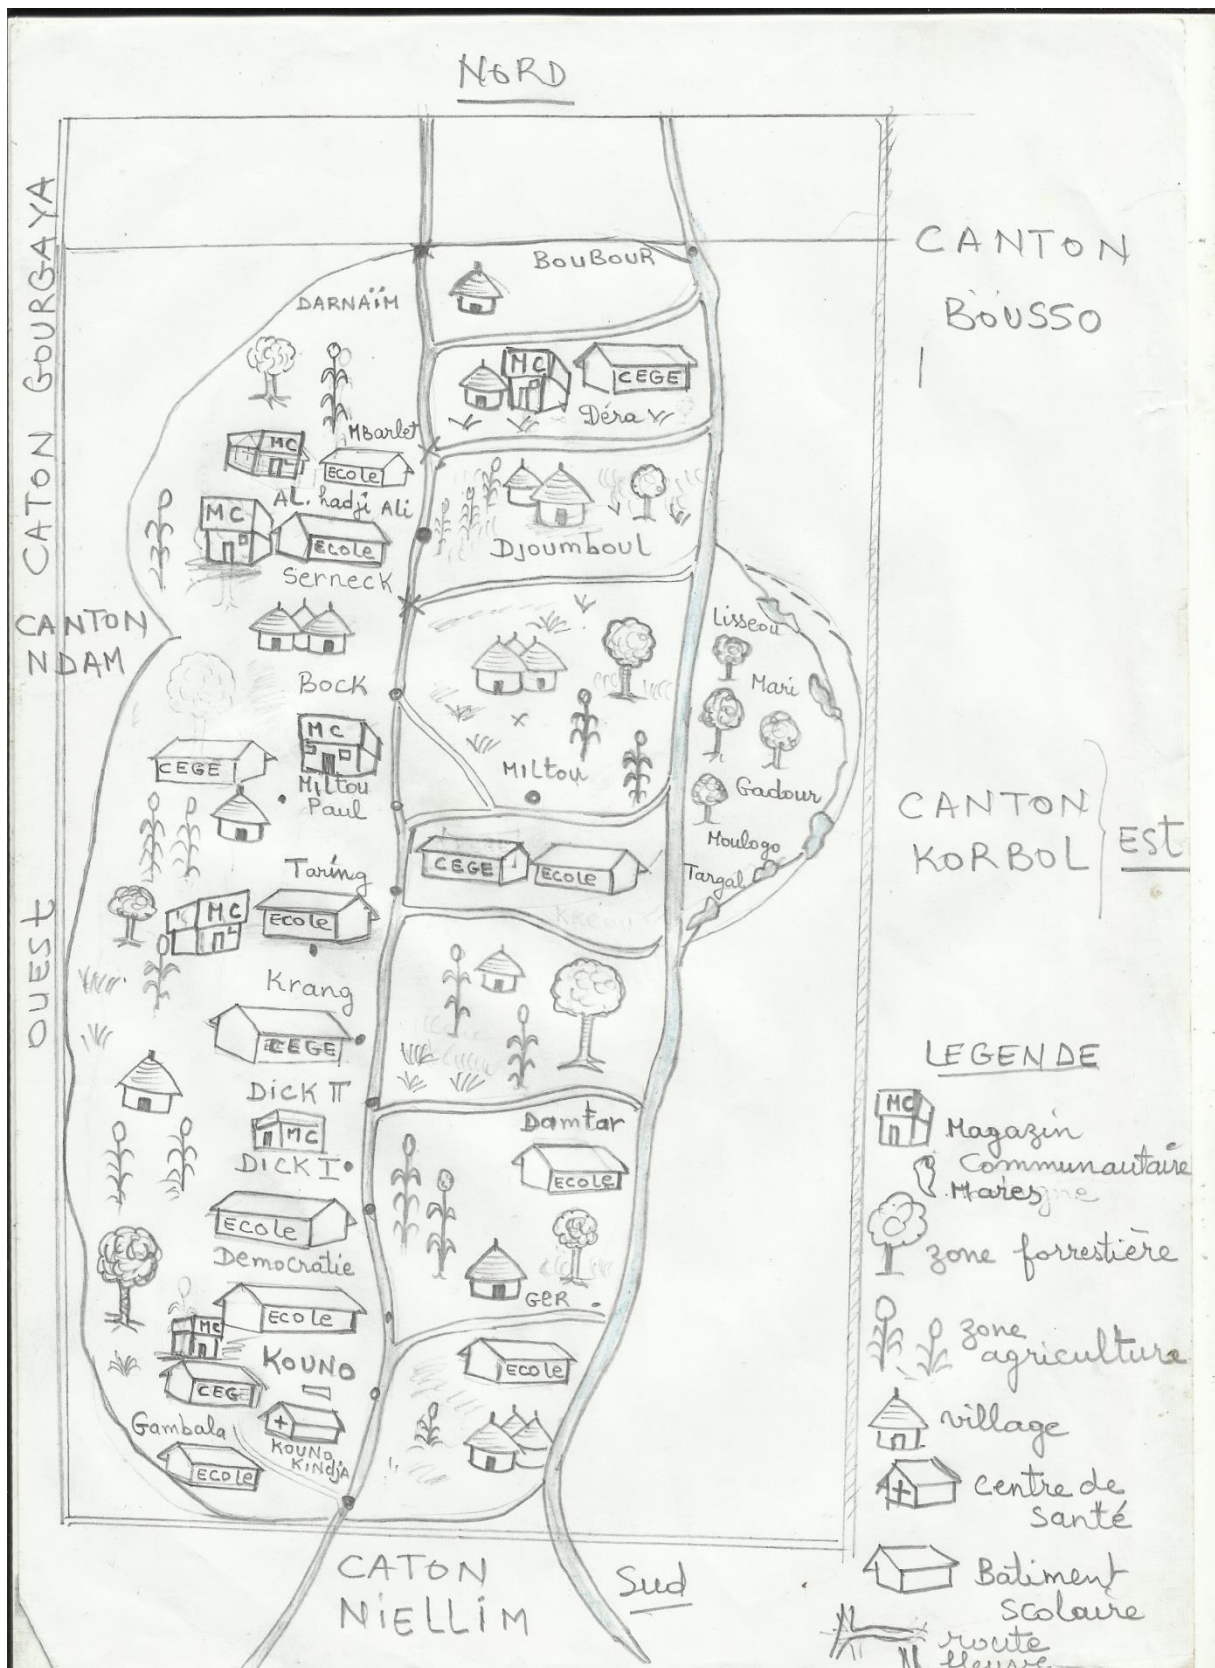 NORD
CATON GOURGAYA
CANTON
BOUSSO
BOUBOUR
DARNAÏM
MC
CEGE
Déra
MBarlet
MC
Ecole
AL. hadji Ali
MC
Ecole
Djoumboul
Serneck
CANTON
NDAM
Lisseou
Bock
Mari
MC
Miltou
CEGE
Miltou
Paul
Gadour
CANTON
KORBOL
EST
Moulogo
CEGE
Ecole
Targal
Taring
MC
Ecole
OUEST
Krang
CEGE
DICK II
MC
DICK I
Damtar
Ecole
Ecole
Democratie
GER
Ecole
MC
KOUNO
Ecole
CEGE
Gambala
KOUNO
KINDJA
Ecole
CATON
NIELLIM
Sud
LEGENDE
MC
Magazin
Communautaire
Mares
zone forrestière
zone
agriculture
village
Centre de
santé
Bâtiment
scolaire
route
fleuve